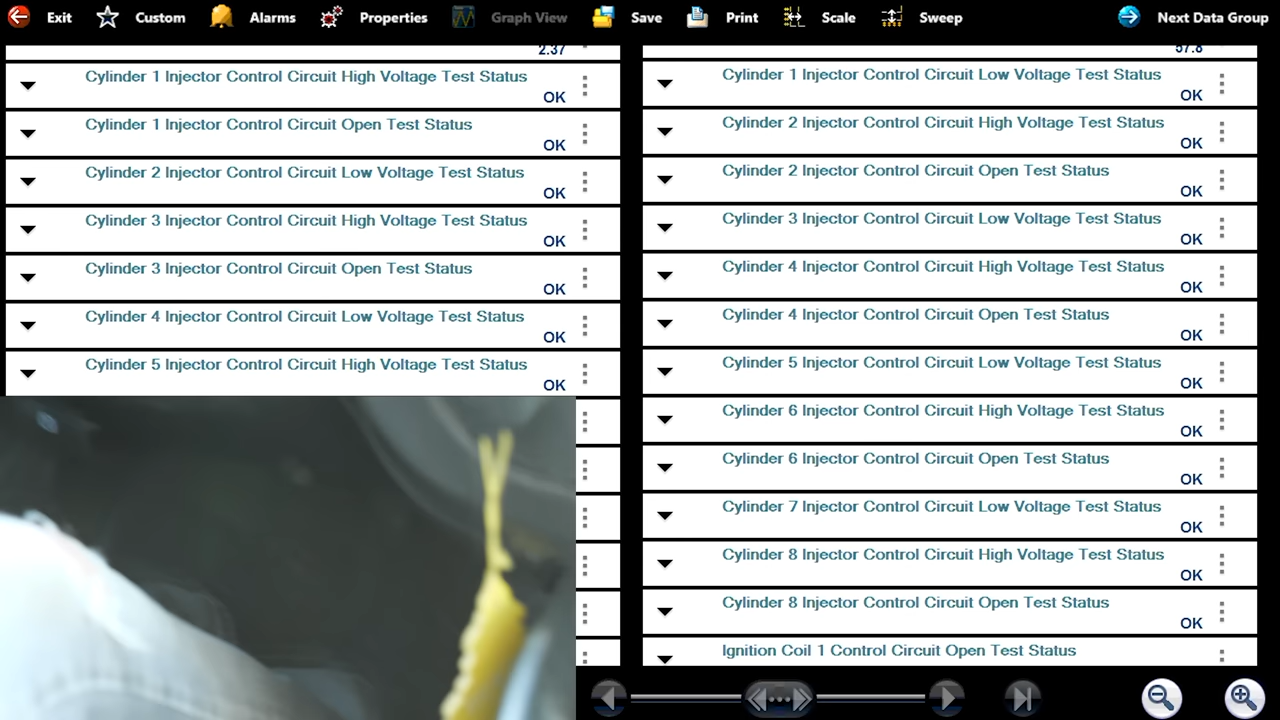 Exit Custom Alarms Properties Graph View Save Print Scale Sweep Next Data Group
2.37
Cylinder 1 Injector Control Circuit High Voltage Test Status
OK
Cylinder 1 Injector Control Circuit Open Test Status
OK
Cylinder 2 Injector Control Circuit Low Voltage Test Status
OK
Cylinder 3 Injector Control Circuit High Voltage Test Status
OK
Cylinder 3 Injector Control Circuit Open Test Status
OK
Cylinder 4 Injector Control Circuit Low Voltage Test Status
OK
Cylinder 5 Injector Control Circuit High Voltage Test Status
OK
57.8
Cylinder 1 Injector Control Circuit Low Voltage Test Status
OK
Cylinder 2 Injector Control Circuit High Voltage Test Status
OK
Cylinder 2 Injector Control Circuit Open Test Status
OK
Cylinder 3 Injector Control Circuit Low Voltage Test Status
OK
Cylinder 4 Injector Control Circuit High Voltage Test Status
OK
Cylinder 4 Injector Control Circuit Open Test Status
OK
Cylinder 5 Injector Control Circuit Low Voltage Test Status
OK
Cylinder 6 Injector Control Circuit High Voltage Test Status
OK
Cylinder 6 Injector Control Circuit Open Test Status
OK
Cylinder 7 Injector Control Circuit Low Voltage Test Status
OK
Cylinder 8 Injector Control Circuit High Voltage Test Status
OK
Cylinder 8 Injector Control Circuit Open Test Status
OK
Ignition Coil 1 Control Circuit Open Test Status